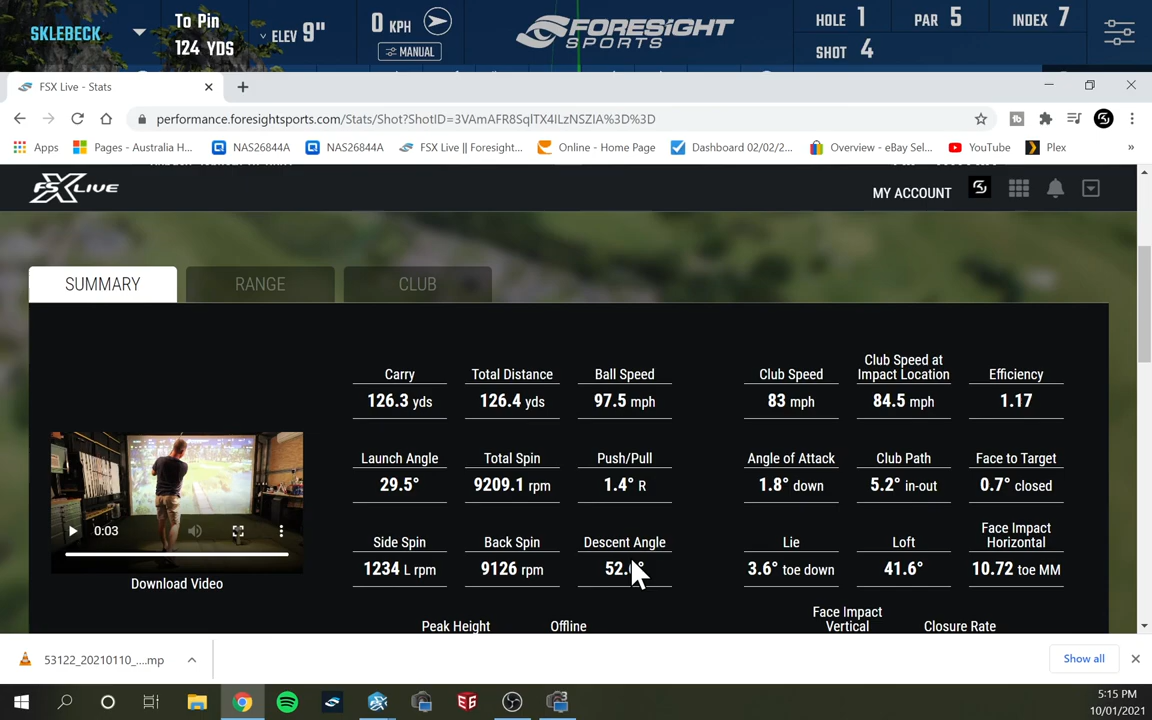 SKLEBECK
To Pin
124 YDS
ELEV 9"
0 KPH
MANUAL
FORESIGHT
SPORTS
HOLE 1
PAR 5
INDEX 7
SHOT 4
FSX Live - Stats
performance.foresightsports.com/Stats/Shot?ShotID=3VAmAFR8SqlTX4ILzNSZIA%3D%3D
Apps
Pages - Australia H...
NAS26844A
NAS26844A
FSX Live || Foresight...
Online - Home Page
Dashboard 02/02/2...
Overview - eBay Sel...
YouTube
Plex
FSX LIVE
MY ACCOUNT
SUMMARY
RANGE
CLUB
Carry
126.3 yds
Total Distance
126.4 yds
Ball Speed
97.5 mph
Club Speed
83 mph
Club Speed at
Impact Location
84.5 mph
Efficiency
1.17
Launch Angle
29.5°
Total Spin
9209.1 rpm
Push/Pull
1.4° R
Angle of Attack
1.8° down
Club Path
5.2° in-out
Face to Target
0.7° closed
Side Spin
1234 L rpm
Back Spin
9126 rpm
Descent Angle
Lie
3.6° toe down
Loft
41.6°
Face Impact
Horizontal
10.72 toe MM
0:03
Download Video
Peak Height
Offline
Face Impact
Vertical
Closure Rate
53122_20210110_....mp
Show all
5:15 PM
10/01/2021